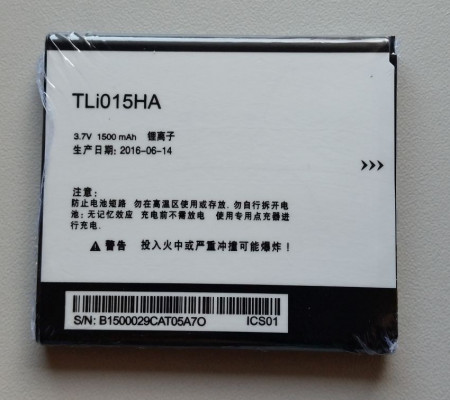 TLi015HA
3.7V 1500 mAh 锂离子
生产日期: 2016-06-14
>>>
注意:
防止电池短路 勿在高温区使用或存放. 勿自行拆开电
池; 无记忆效应 充电前不需放电 使用专用点充器进
行充电.
警告 投入火中或严重冲撞可能爆炸!
S/N: B1500029CAT05A7O ICS01